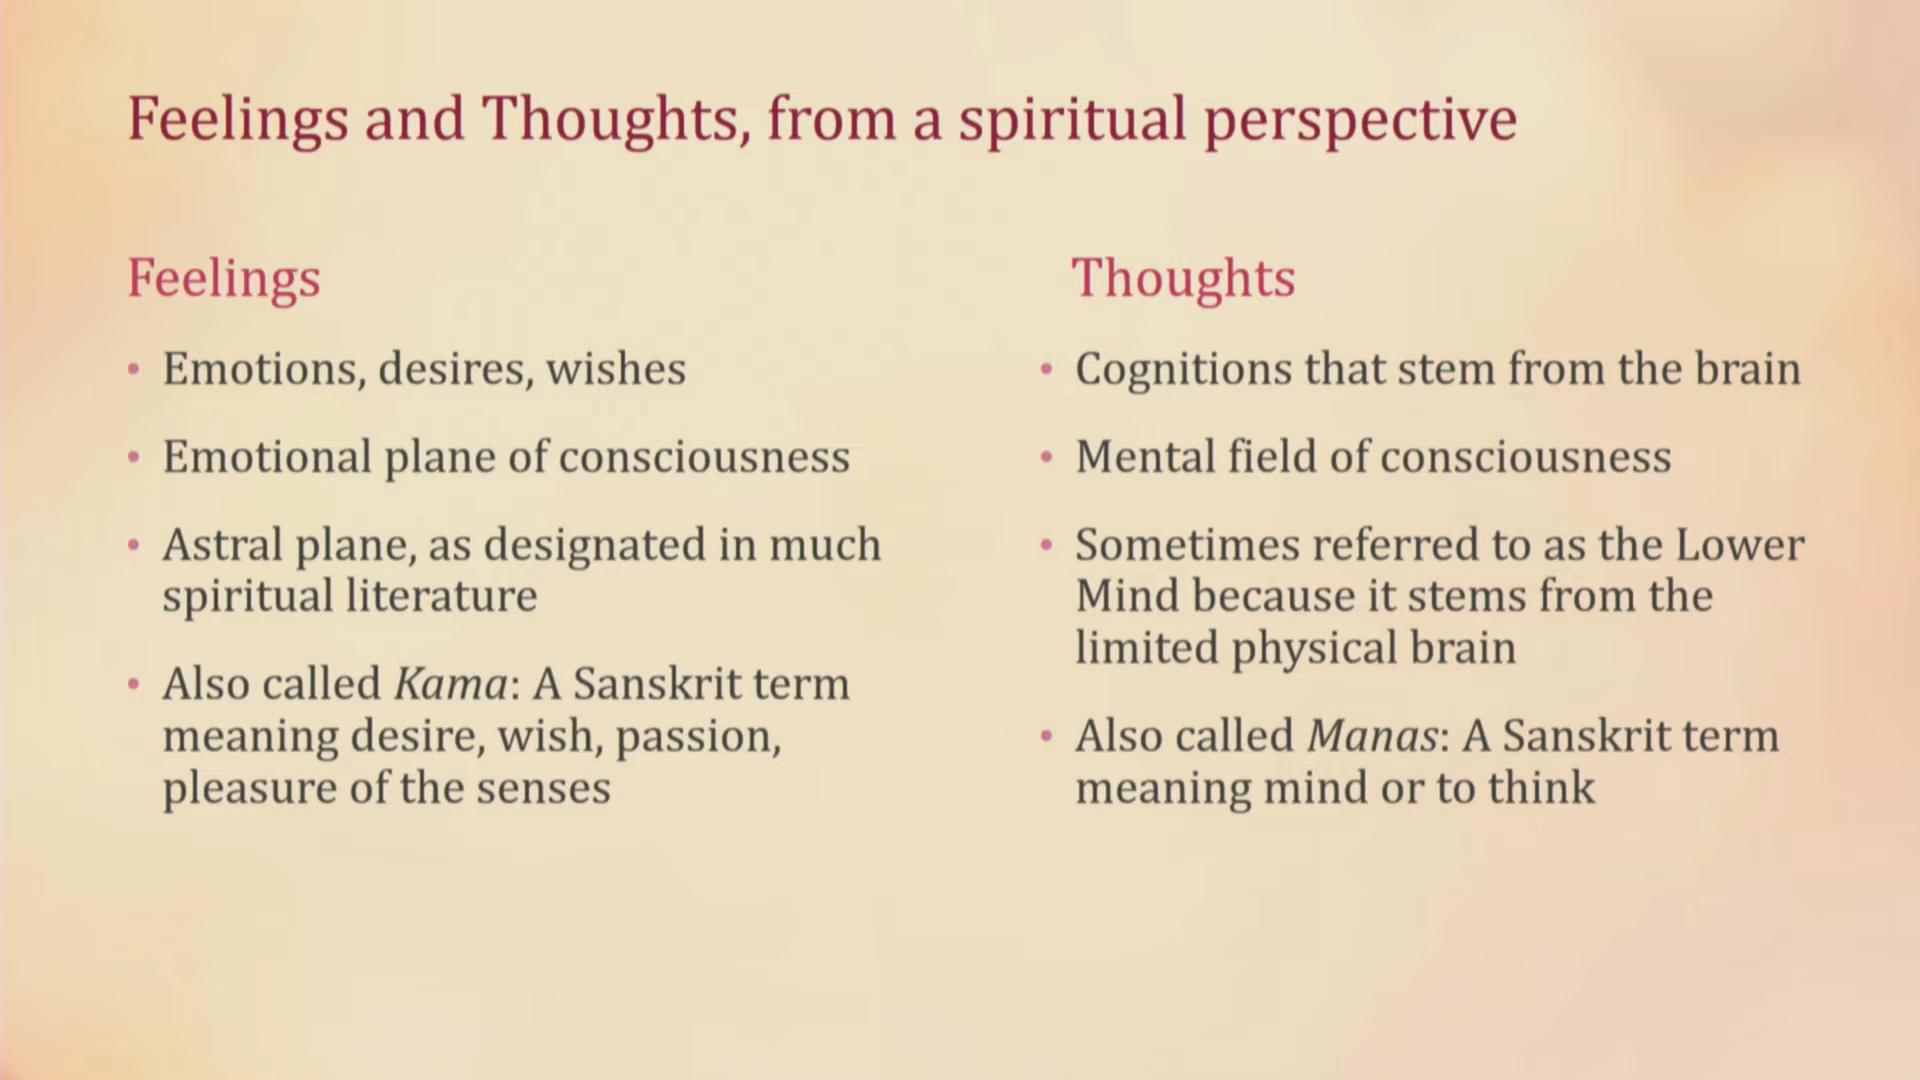 Feelings and Thoughts, from a spiritual perspective
Feelings
• Emotions, desires, wishes
• Emotional plane of consciousness
• Astral plane, as designated in much
spiritual literature
• Also called Kama: A Sanskrit term
meaning desire, wish, passion,
pleasure of the senses
Thoughts
• Cognitions that stem from the brain
• Mental field of consciousness
• Sometimes referred to as the Lower
Mind because it stems from the
limited physical brain
• Also called Manas: A Sanskrit term
meaning mind or to think